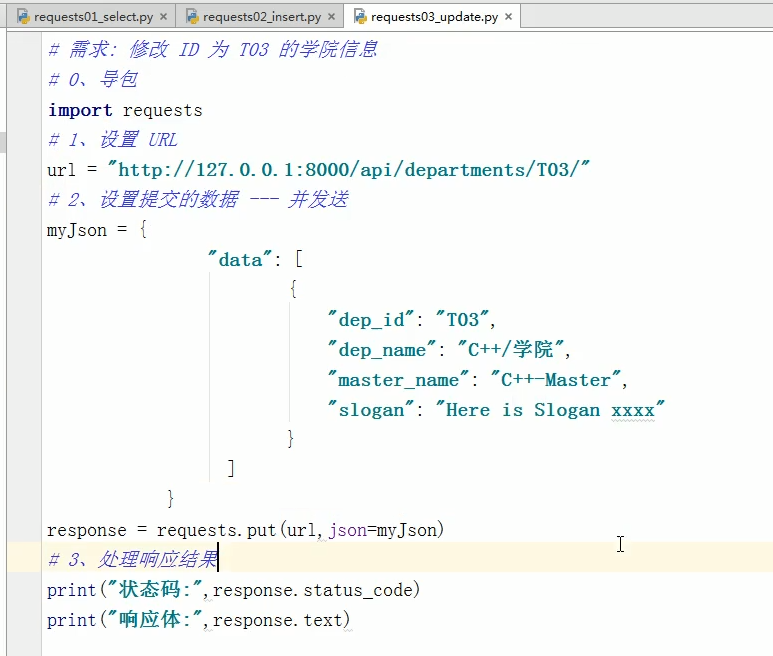 requests01_select.py × requests02_insert.py × requests03_update.py ×
# 需求: 修改 ID 为 T03 的学院信息
# 0、导包
import requests
# 1、设置 URL
url = "http://127.0.0.1:8000/api/departments/T03/"
# 2、设置提交的数据 --- 并发送
myJson = {
"data": [
{
"dep_id": "T03",
"dep_name": "C++/学院",
"master_name": "C++-Master",
"slogan": "Here is Slogan xxxx"
}
]
}
response = requests.put(url,json=myJson)
# 3、处理响应结果
print("状态码:",response.status_code)
print("响应体:",response.text)